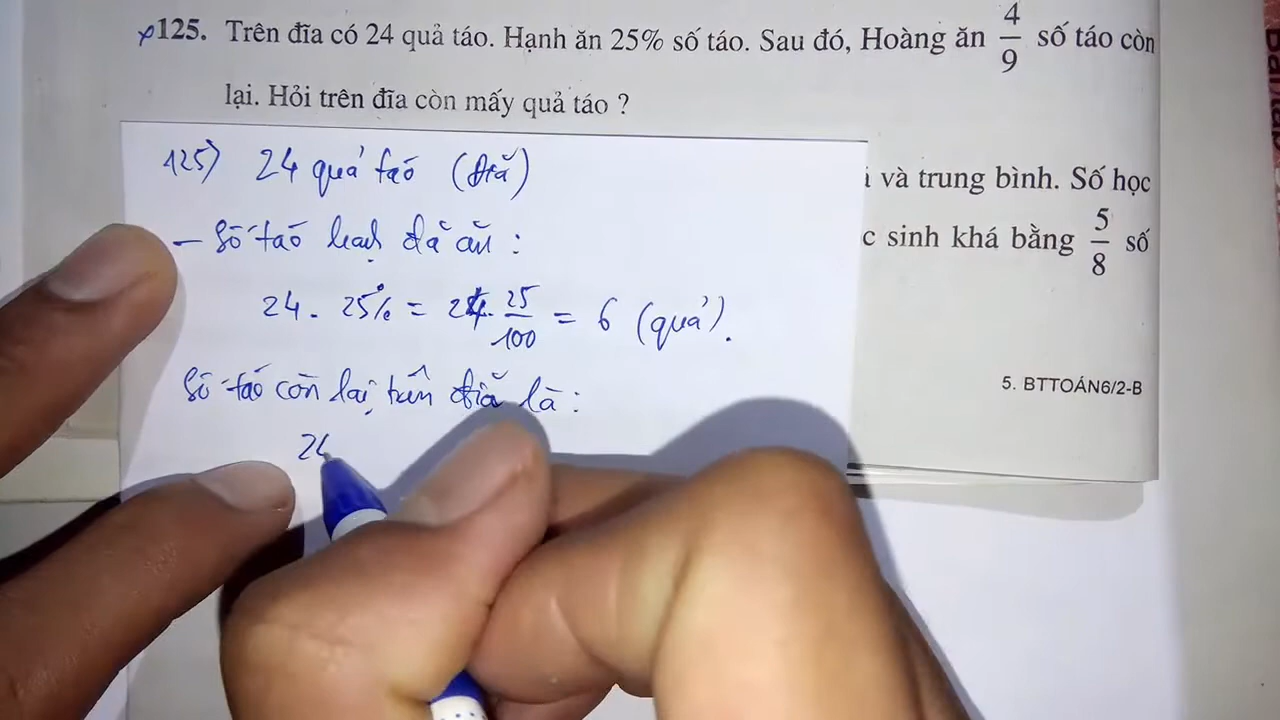 125. Trên đĩa có 24 quả táo. Hạnh ăn 25% số táo. Sau đó, Hoàng ăn 4/9 số táo còn
lại. Hỏi trên đĩa còn mấy quả táo ?
125) 24 quả táo (đĩa)
i và trung bình. Số học
- Số táo Hạnh đã ăn :
c sinh khá bằng 5/8 số
24 . 25% = 24 . 25/100 = 6 (quả).
5. BTTOÁN6/2-B
Số táo còn lại trên đĩa là :
24